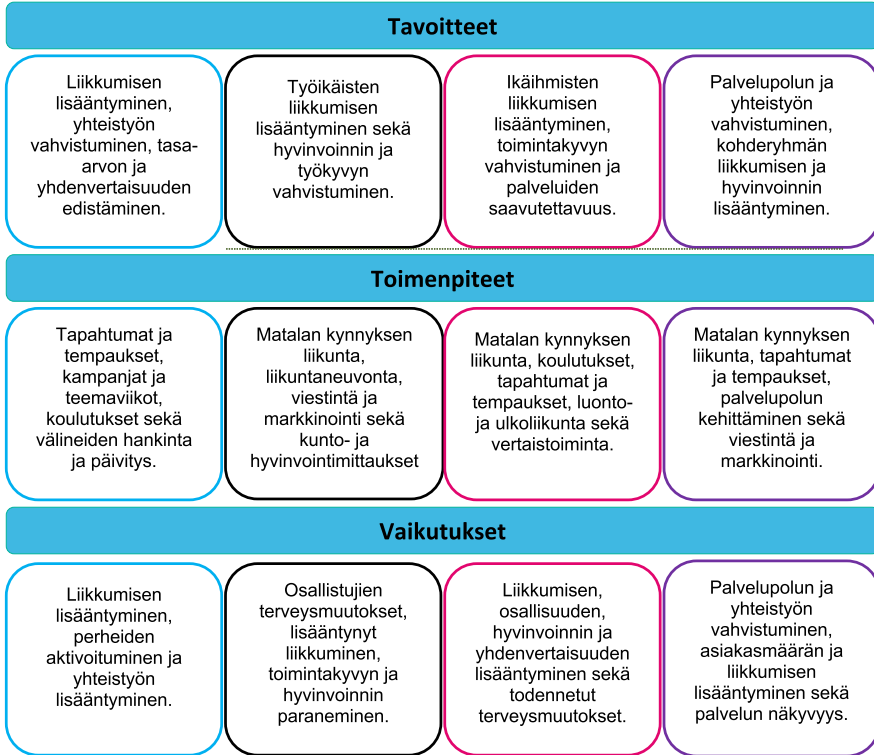 Tavoitteet
Liikkumisen
lisääntyminen,
yhteistyön
vahvistuminen, tasa-
arvon ja
yhdenvertaisuuden
edistäminen.
Työikäisten
liikkumisen
lisääntyminen sekä
hyvinvoinnin ja
työkyvyn
vahvistuminen.
Ikäihmisten
liikkumisen
lisääntyminen,
toimintakyvyn
vahvistuminen ja
palveluiden
saavutettavuus.
Palvelupolun ja
yhteistyön
vahvistuminen,
kohderyhmän
liikkumisen ja
hyvinvoinnin
lisääntyminen.
Toimenpiteet
Tapahtumat ja
tempaukset,
kampanjat ja
teemaviikot,
koulutukset sekä
välineiden hankinta
ja päivitys.
Matalan kynnyksen
liikunta,
liikuntaneuvonta,
viestintä ja
markkinointi sekä
kunto- ja
hyvinvointimittaukset
Matalan kynnyksen
liikunta, koulutukset,
tapahtumat ja
tempaukset, luonto-
ja ulkoliikunta sekä
vertaistoiminta.
Matalan kynnyksen
liikunta, tapahtumat
ja tempaukset,
palvelupolun
kehittäminen sekä
viestintä ja
markkinointi.
Vaikutukset
Liikkumisen
lisääntyminen,
perheiden
aktivoituminen ja
yhteistyön
lisääntyminen.
Osallistujien
terveysmuutokset,
lisääntynyt
liikkuminen,
toimintakyvyn ja
hyvinvoinnin
paraneminen.
Liikkumisen,
osallisuuden,
hyvinvoinnin ja
yhdenvertaisuuden
lisääntyminen sekä
todennetut
terveysmuutokset.
Palvelupolun ja
yhteistyön
vahvistuminen,
asiakasmäärän ja
liikkumisen
lisääntyminen sekä
palvelun näkyvyys.